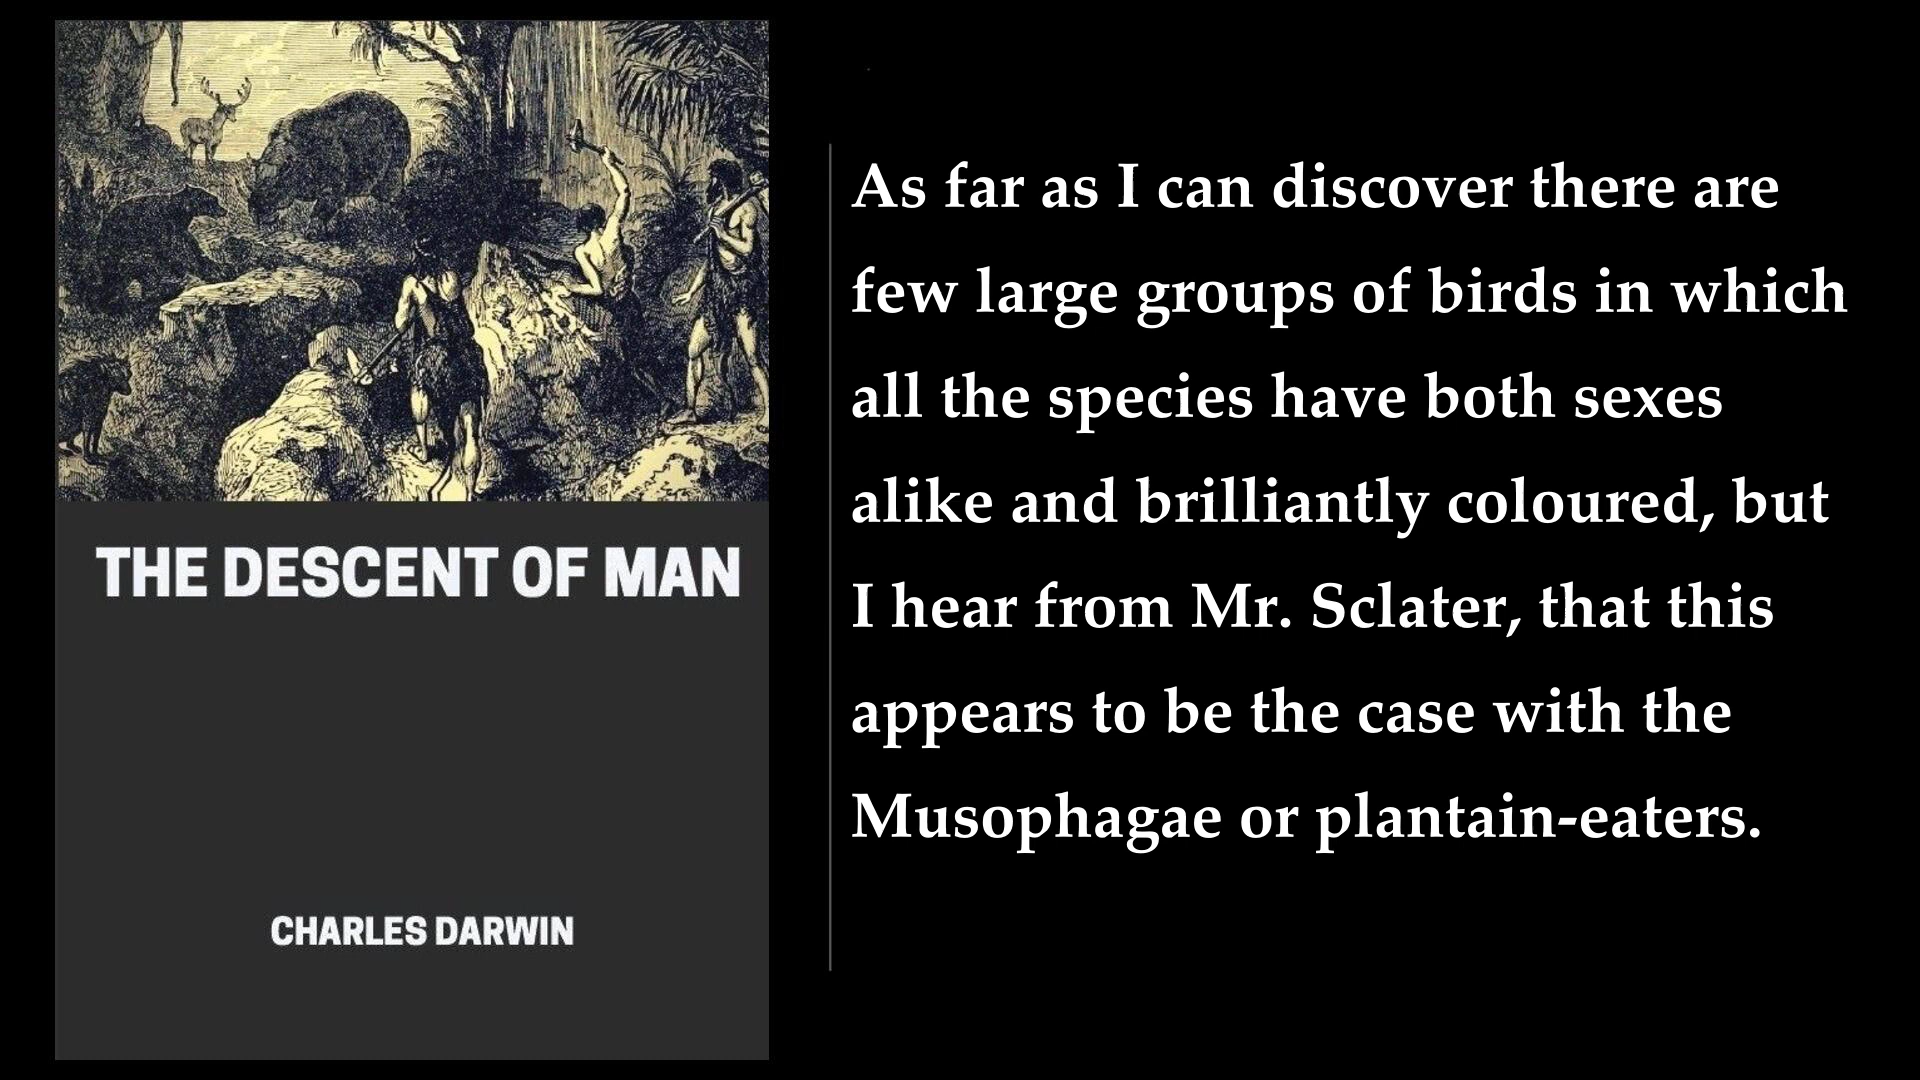 THE DESCENT OF MAN
CHARLES DARWIN
As far as I can discover there are
few large groups of birds in which
all the species have both sexes
alike and brilliantly coloured, but
I hear from Mr. Sclater, that this
appears to be the case with the
Musophagae or plantain-eaters.